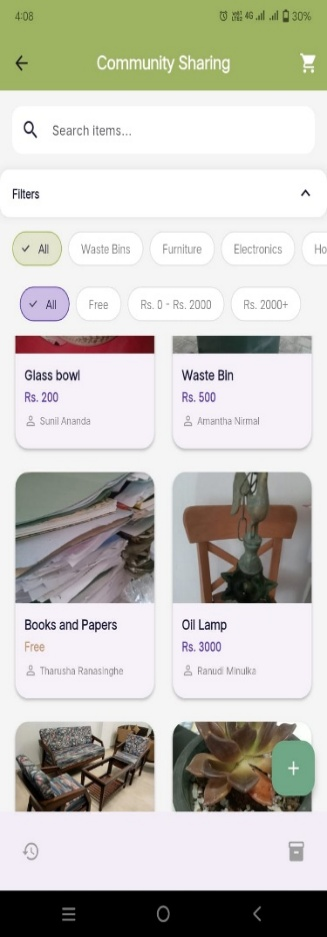 4:08
4G 30%
Community Sharing
Search items...
Filters
All Waste Bins Furniture Electronics Ho
All Free Rs. 0 - Rs. 2000 Rs. 2000+
Glass bowl Waste Bin
Rs. 200 Rs. 500
Sunil Ananda Amantha Nirmal
Books and Papers Oil Lamp
Free Rs. 3000
Tharusha Ranasinghe Ranudi Minulka